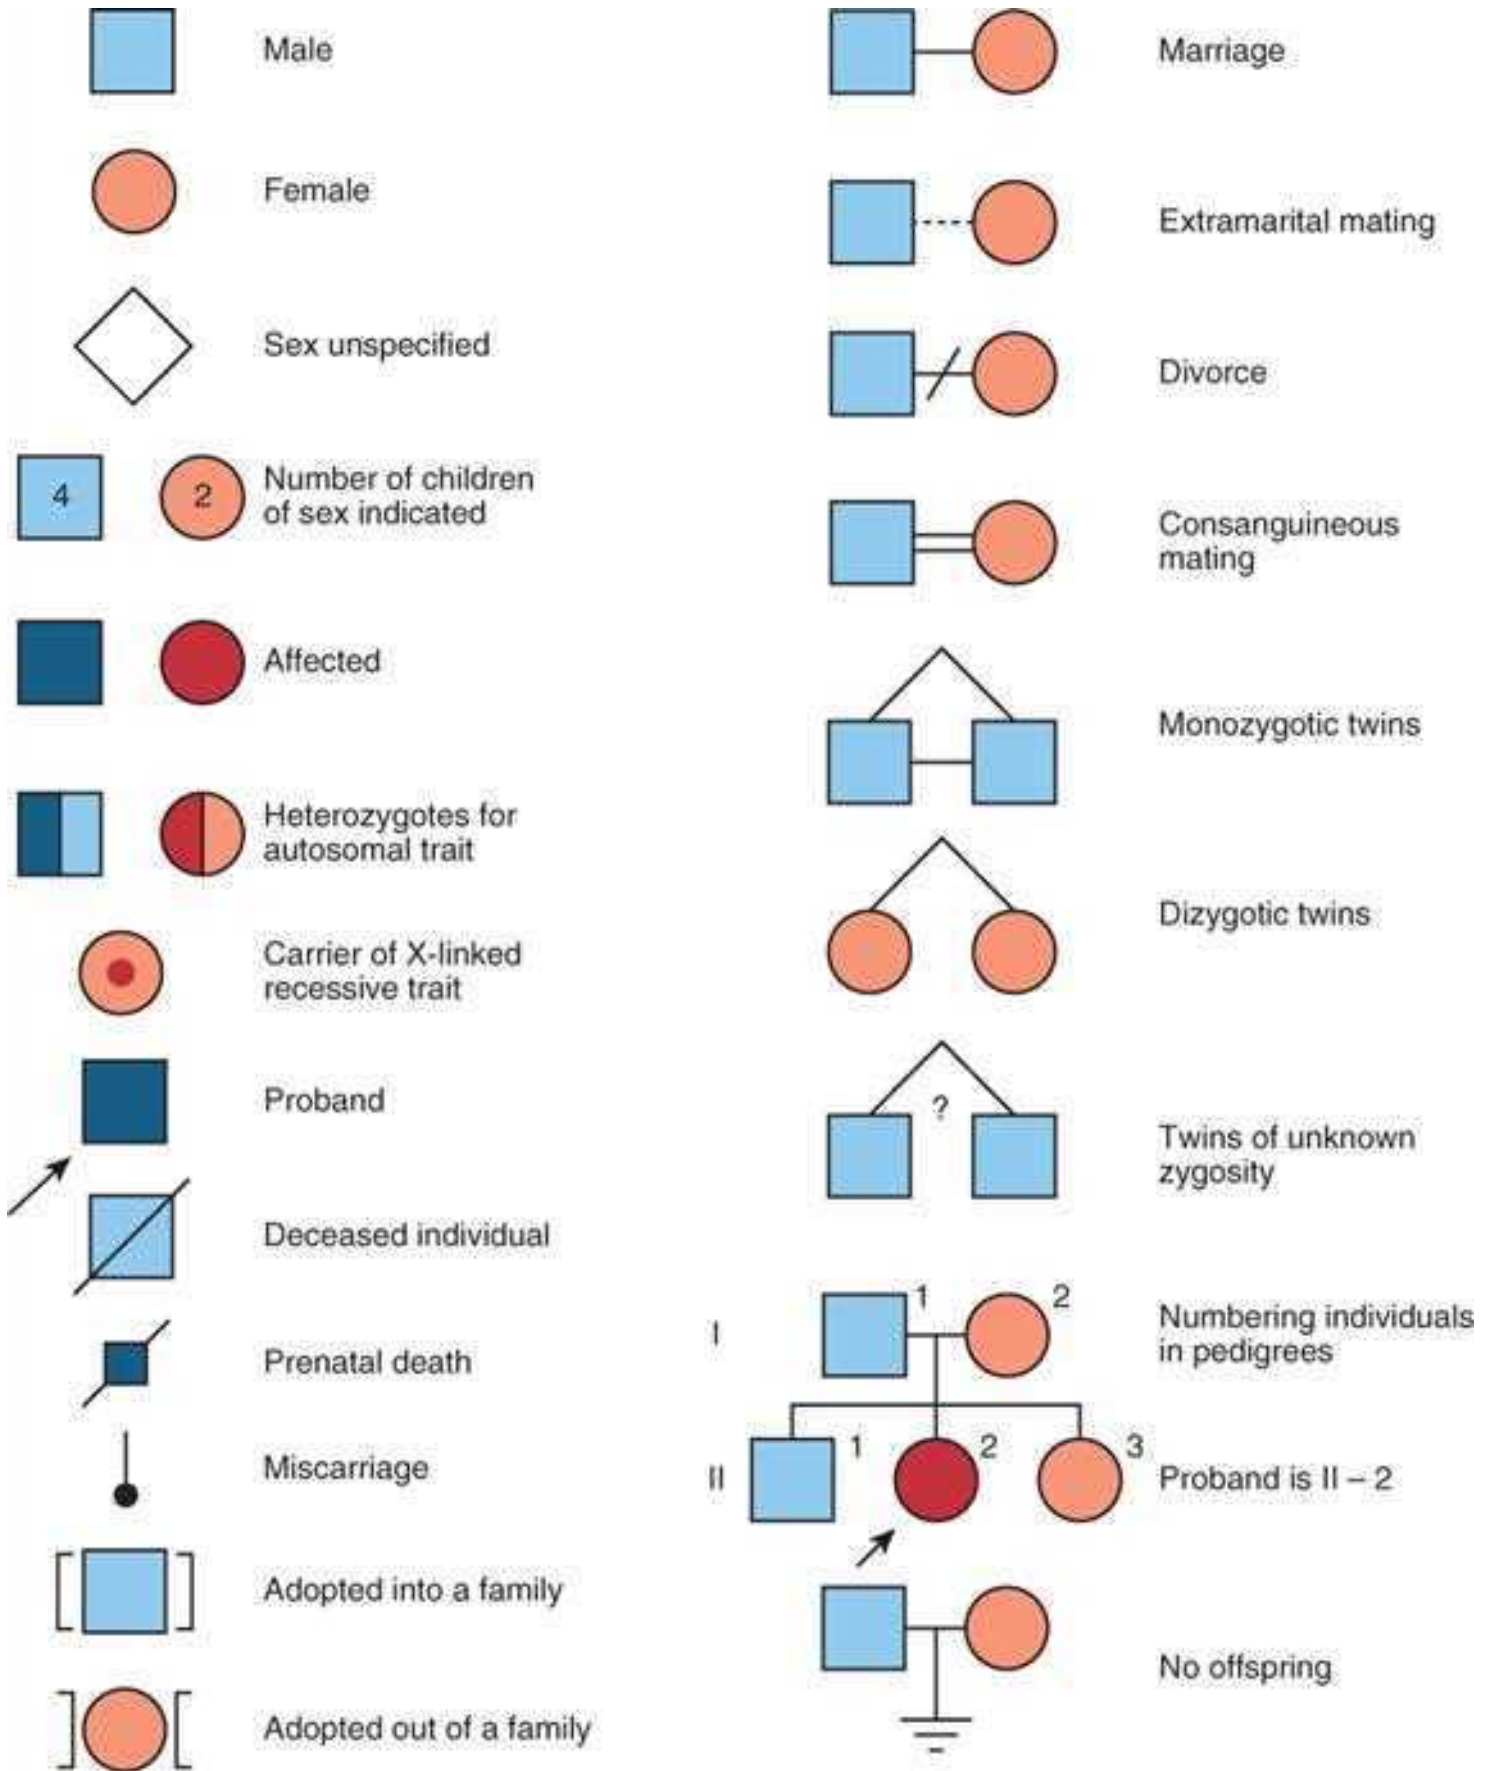 Male
Female
Sex unspecified
4
2
Number of children
of sex indicated
Affected
Heterozygotes for
autosomal trait
Carrier of X-linked
recessive trait
Proband
Deceased individual
Prenatal death
Miscarriage
Adopted into a family
Adopted out of a family
Marriage
Extramarital mating
Divorce
Consanguineous
mating
Monozygotic twins
Dizygotic twins
?
Twins of unknown
zygosity
I
1
2
Numbering individuals
in pedigrees
II
1
2
3
Proband is II – 2
No offspring